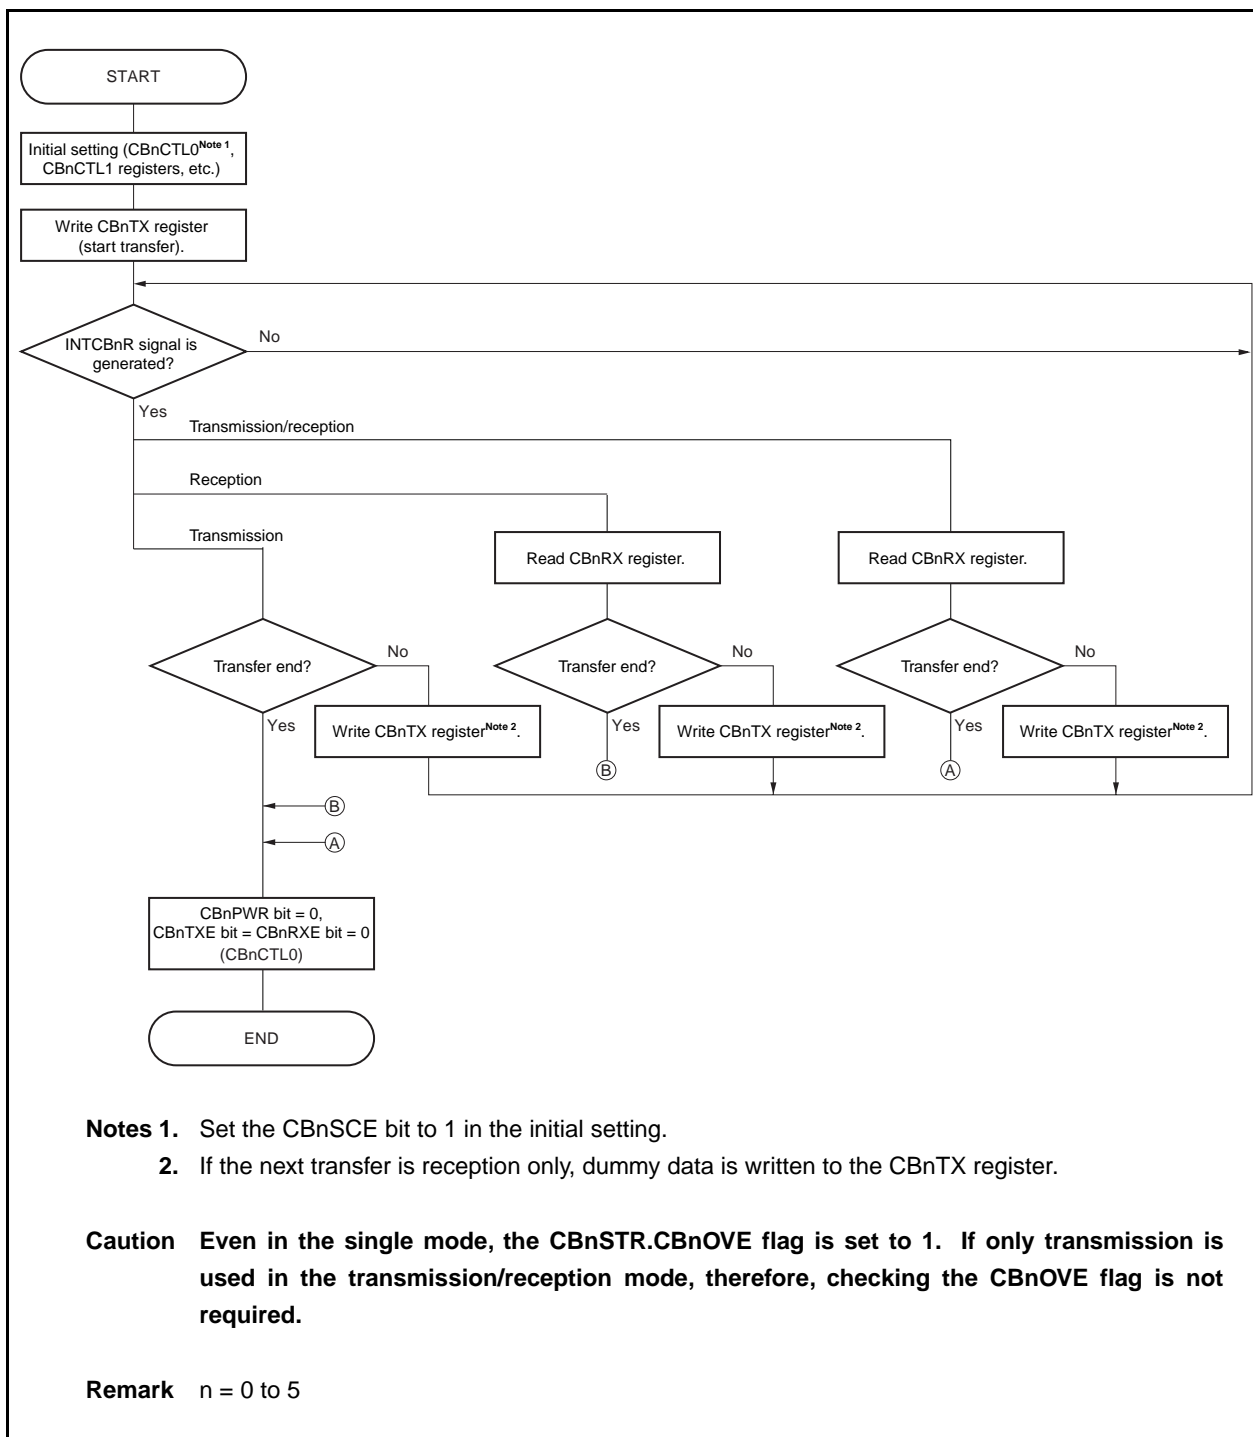 START
Initial setting (CBnCTL0Note 1,
CBnCTL1 registers, etc.)
Write CBnTX register
(start transfer).
INTCBnR signal is
generated?
No
Yes
Transmission/reception
Reception
Transmission
Read CBnRX register.
Read CBnRX register.
Transfer end?
No
Transfer end?
No
Transfer end?
No
Yes
Write CBnTX registerNote 2.
Yes
Write CBnTX registerNote 2.
Yes
Write CBnTX registerNote 2.
B
A
B
A
CBnPWR bit = 0,
CBnTXE bit = CBnRXE bit = 0
(CBnCTL0)
END
Notes 1. Set the CBnSCE bit to 1 in the initial setting.
2. If the next transfer is reception only, dummy data is written to the CBnTX register.
Caution Even in the single mode, the CBnSTR.CBnOVE flag is set to 1. If only transmission is
used in the transmission/reception mode, therefore, checking the CBnOVE flag is not
required.
Remark n = 0 to 5